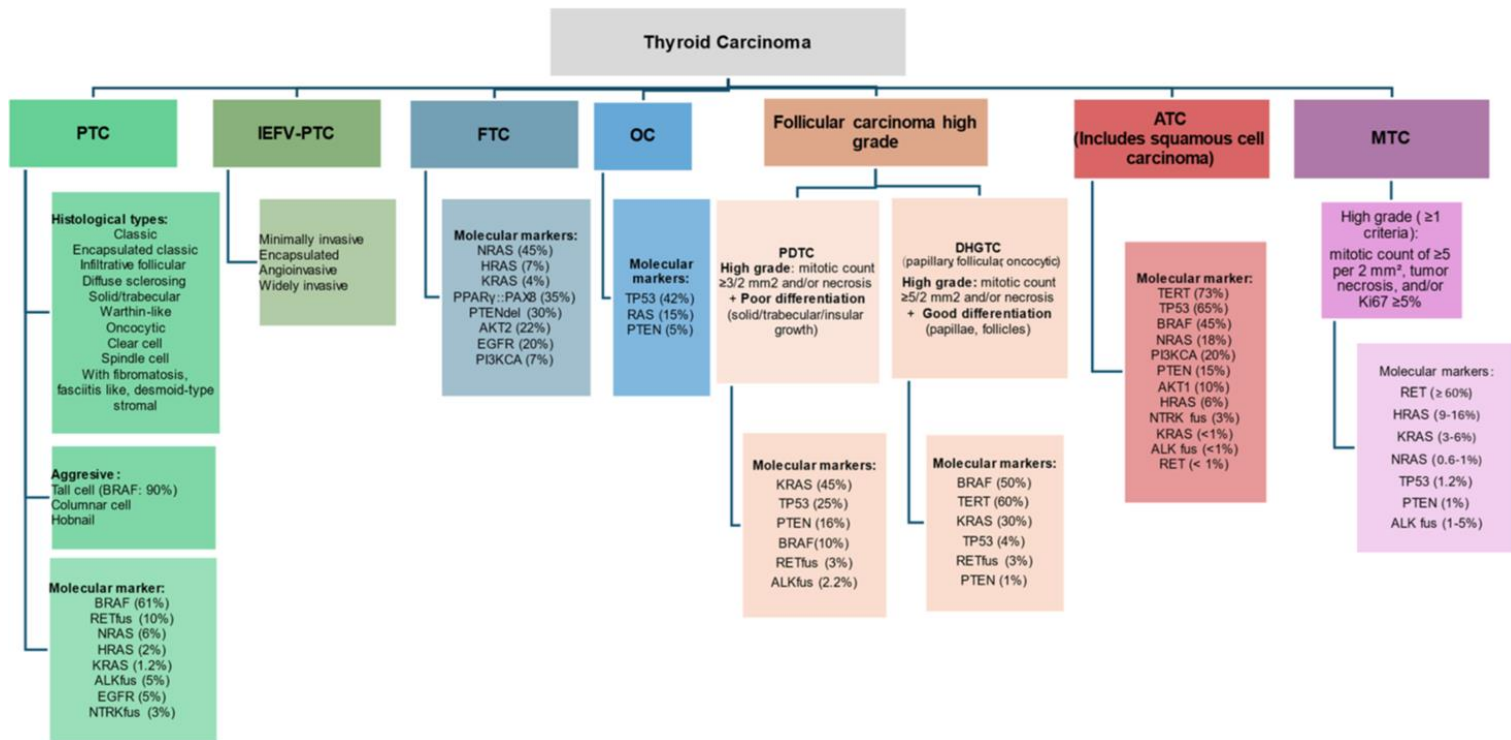 Thyroid Carcinoma
PTC
Histological types:
Classic
Encapsulated classic
Infiltrative follicular
Diffuse sclerosing
Solid/trabecular
Warthin-like
Oncocytic
Clear cell
Spindle cell
With fibromatosis,
fasciitis like, desmoid-type
stromal
Aggresive :
Tall cell (BRAF: 90%)
Columnar cell
Hobnail
Molecular marker:
BRAF (61%)
RETfus (10%)
NRAS (6%)
HRAS (2%)
KRAS (1.2%)
ALKfus (5%)
EGFR (5%)
NTRKfus (3%)
IEFV-PTC
Minimally invasive
Encapsulated
Angioinvasive
Widely invasive
FTC
Molecular markers:
NRAS (45%)
HRAS (7%)
KRAS (4%)
PPARγ::PAX8 (35%)
PTENdel (30%)
AKT2 (22%)
EGFR (20%)
PI3KCA (7%)
OC
Molecular
markers:
TP53 (42%)
RAS (15%)
PTEN (5%)
Follicular carcinoma high
grade
PDTC
High grade: mitotic count
≥3/2 mm2 and/or necrosis
+ Poor differentiation
(solid/trabecular/insular
growth)
Molecular markers:
KRAS (45%)
TP53 (25%)
PTEN (16%)
BRAF(10%)
RETfus (3%)
ALKfus (2.2%)
DHGTC
(papillary, follicular, oncocytic)
High grade: mitotic count
≥5/2 mm2 and/or necrosis
+ Good differentiation
(papillae, follicles)
Molecular markers:
BRAF (50%)
TERT (60%)
KRAS (30%)
TP53 (4%)
RETfus (3%)
PTEN (1%)
ATC
(Includes squamous cell
carcinoma)
Molecular marker:
TERT (73%)
TP53 (65%)
BRAF (45%)
NRAS (18%)
PI3KCA (20%)
PTEN (15%)
AKT1 (10%)
HRAS (6%)
NTRK fus (3%)
KRAS (<1%)
ALK fus (<1%)
RET (< 1%)
MTC
High grade ( ≥1
criteria):
mitotic count of ≥5
per 2 mm², tumor
necrosis, and/or
Ki67 ≥5%
Molecular markers:
RET (≥ 60%)
HRAS (9-16%)
KRAS (3-6%)
NRAS (0.6-1%)
TP53 (1.2%)
PTEN (1%)
ALK fus (1-5%)